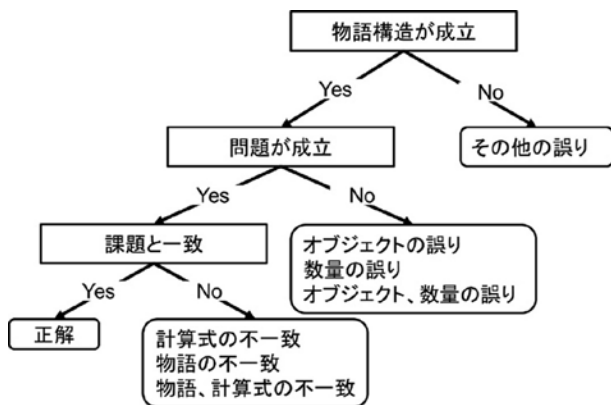 物語構造が成立
Yes
No
問題が成立
その他の誤り
Yes
No
課題と一致
オブジェクトの誤り
数量の誤り
オブジェクト、数量の誤り
Yes
No
正解
計算式の不一致
物語の不一致
物語、計算式の不一致